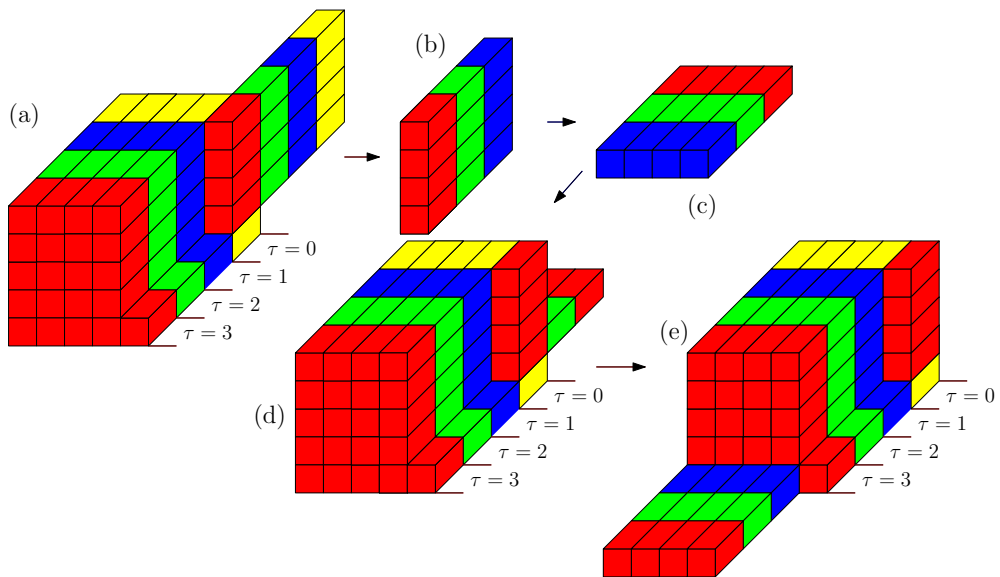 (a)
τ = 0
τ = 1
τ = 2
τ = 3
(b)
(c)
(d)
τ = 0
τ = 1
τ = 2
τ = 3
(e)
τ = 0
τ = 1
τ = 2
τ = 3